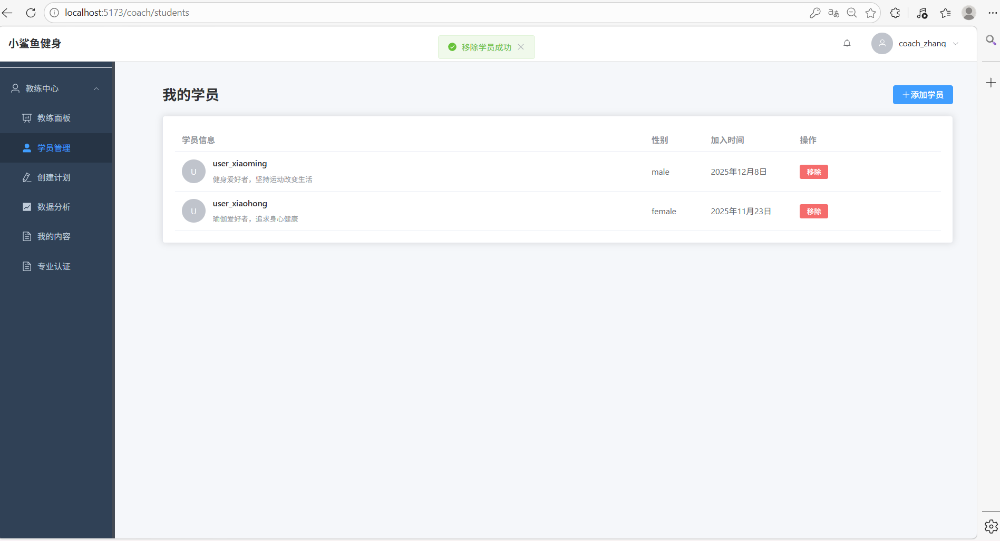 localhost:5173/coach/students
小鲨鱼健身
移除学员成功
coach_zhang
教练中心
教练面板
学员管理
创建计划
数据分析
我的内容
专业认证
我的学员
添加学员
学员信息 性别 加入时间 操作
U user_xiaoming
健身爱好者，坚持运动改变生活
male 2025年12月8日 移除
U user_xiaohong
瑜伽爱好者，追求身心健康
female 2025年11月23日 移除